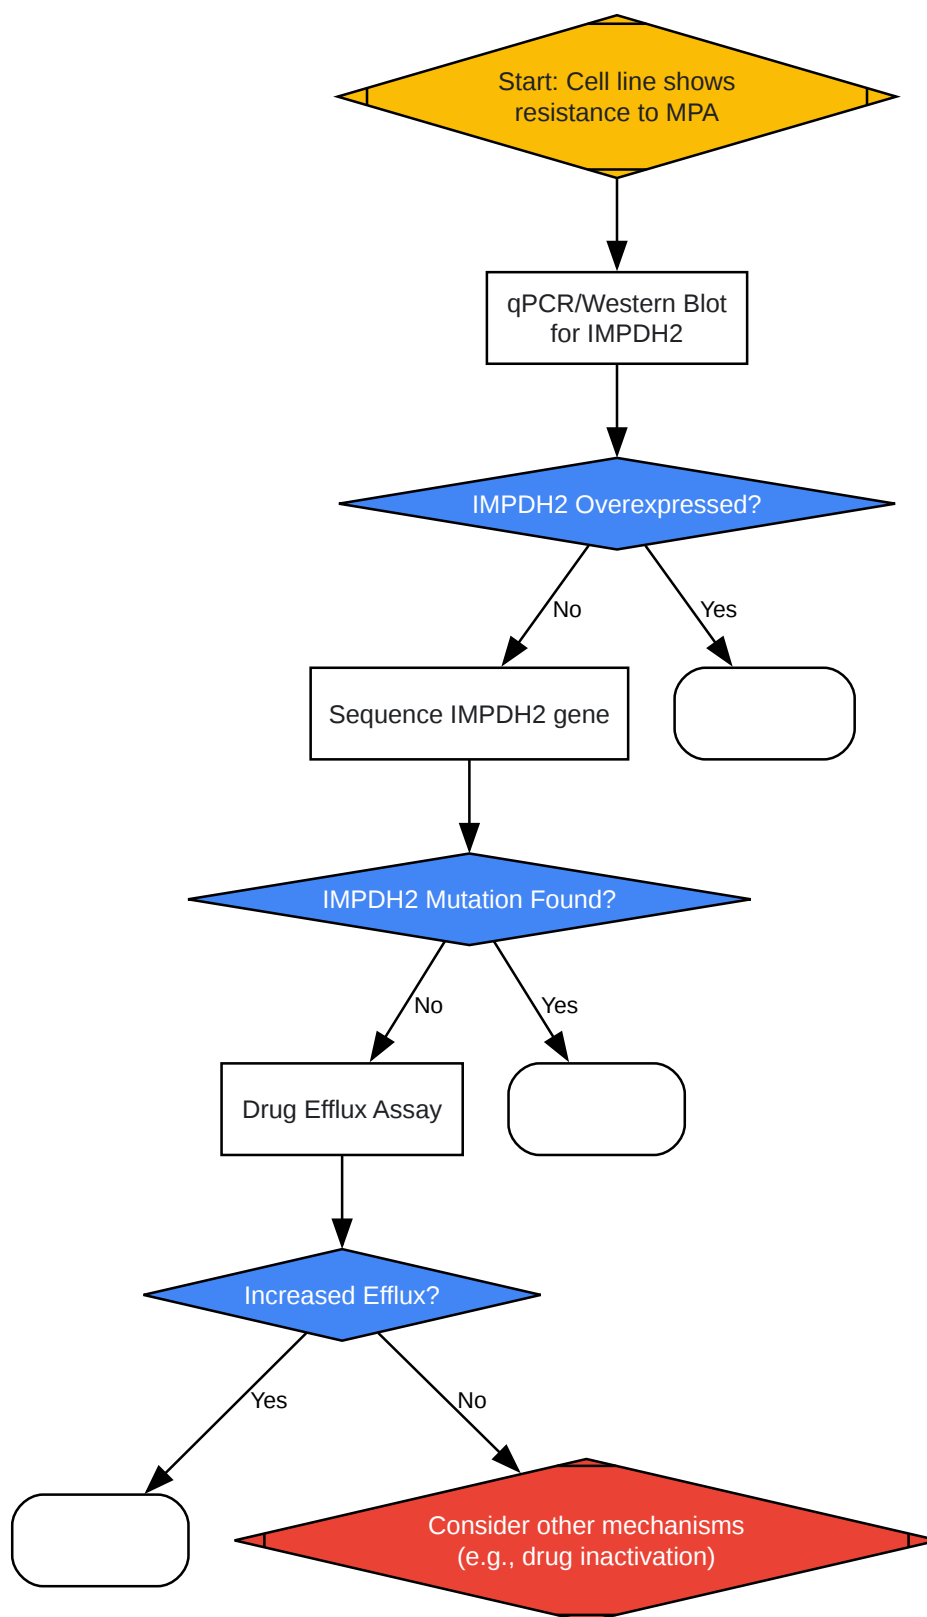 Start: Cell line shows
resistance to MPA
qPCR/Western Blot
for IMPDH2
IMPDH2 Overexpressed?
No
Yes
Sequence IMPDH2 gene
IMPDH2 Mutation Found?
No
Yes
Drug Efflux Assay
Increased Efflux?
Yes
No
Consider other mechanisms
(e.g., drug inactivation)